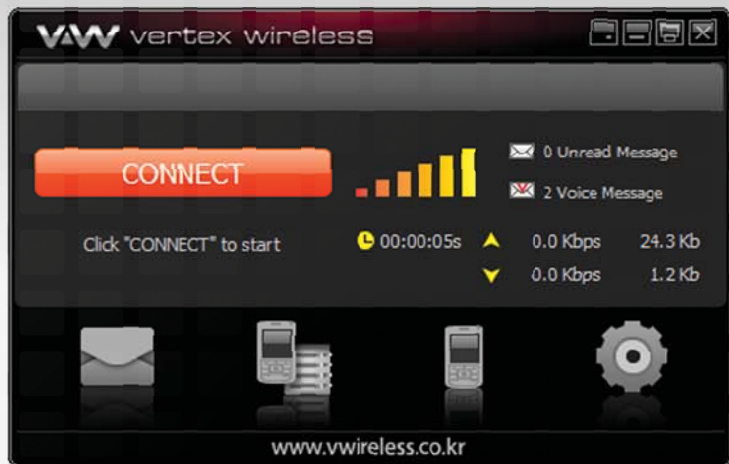 VW vertex wireless
CONNECT
0 Unread Message
2 Voice Message
Click "CONNECT" to start
00:00:05s
0.0 Kbps 24.3 Kb
0.0 Kbps 1.2 Kb
www.vwireless.co.kr